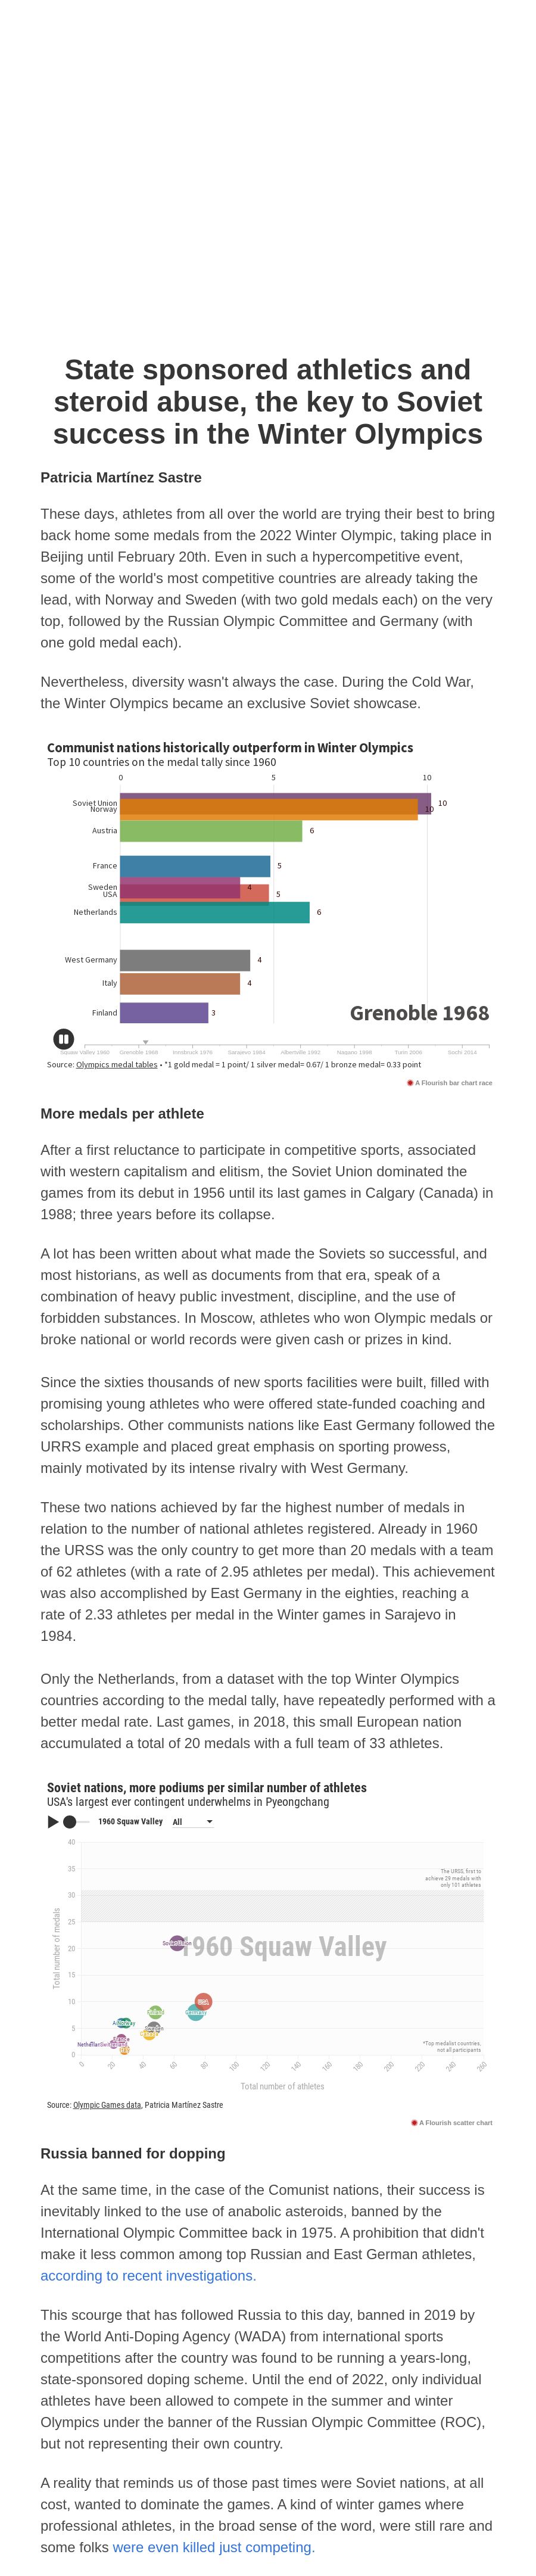 State sponsored athletics and
steroid abuse, the key to Soviet
success in the Winter Olympics
Patricia Martínez Sastre
These days, athletes from all over the world are trying their best to bring
back home some medals from the 2022 Winter Olympic, taking place in
Beijing until February 20th. Even in such a hypercompetitive event,
some of the world's most competitive countries are already taking the
lead, with Norway and Sweden (with two gold medals each) on the very
top, followed by the Russian Olympic Committee and Germany (with
one gold medal each).
Nevertheless, diversity wasn't always the case. During the Cold War,
the Winter Olympics became an exclusive Soviet showcase.
Communist nations historically outperform in Winter Olympics
Top 10 countries on the medal tally since 1960
0 5 10
Soviet Union 10
Norway 10
Austria 6
France 5
Sweden 4
USA 5
Netherlands 6
West Germany 4
Italy 4
Finland 3
Grenoble 1968
Squaw Valley 1960 Grenoble 1968 Innsbruck 1976 Sarajevo 1984 Albertville 1992 Nagano 1998 Turin 2006 Sochi 2014
Source: Olympics medal tables • *1 gold medal = 1 point/ 1 silver medal= 0.67/ 1 bronze medal= 0.33 point
A Flourish bar chart race
More medals per athlete
After a first reluctance to participate in competitive sports, associated
with western capitalism and elitism, the Soviet Union dominated the
games from its debut in 1956 until its last games in Calgary (Canada) in
1988; three years before its collapse.
A lot has been written about what made the Soviets so successful, and
most historians, as well as documents from that era, speak of a
combination of heavy public investment, discipline, and the use of
forbidden substances. In Moscow, athletes who won Olympic medals or
broke national or world records were given cash or prizes in kind.
Since the sixties thousands of new sports facilities were built, filled with
promising young athletes who were offered state-funded coaching and
scholarships. Other communists nations like East Germany followed the
URRS example and placed great emphasis on sporting prowess,
mainly motivated by its intense rivalry with West Germany.
These two nations achieved by far the highest number of medals in
relation to the number of national athletes registered. Already in 1960
the URSS was the only country to get more than 20 medals with a team
of 62 athletes (with a rate of 2.95 athletes per medal). This achievement
was also accomplished by East Germany in the eighties, reaching a
rate of 2.33 athletes per medal in the Winter games in Sarajevo in
1984.
Only the Netherlands, from a dataset with the top Winter Olympics
countries according to the medal tally, have repeatedly performed with a
better medal rate. Last games, in 2018, this small European nation
accumulated a total of 20 medals with a full team of 33 athletes.
Soviet nations, more podiums per similar number of athletes
USA's largest ever contingent underwhelms in Pyeongchang
1960 Squaw Valley All
40
The URSS, first to
achieve 29 medals with
only 101 athletes
35
30
25
Soviet Union
1960 Squaw Valley
20
15
10
USA
Germany
5
*Top medalist countries,
not all participants
0
Total number of medals
0 20 40 60 80 100 120 140 160 180 200 220 240 260
Total number of athletes
Source: Olympic Games data, Patricia Martínez Sastre
A Flourish scatter chart
Russia banned for dopping
At the same time, in the case of the Comunist nations, their success is
inevitably linked to the use of anabolic asteroids, banned by the
International Olympic Committee back in 1975. A prohibition that didn't
make it less common among top Russian and East German athletes,
according to recent investigations.
This scourge that has followed Russia to this day, banned in 2019 by
the World Anti-Doping Agency (WADA) from international sports
competitions after the country was found to be running a years-long,
state-sponsored doping scheme. Until the end of 2022, only individual
athletes have been allowed to compete in the summer and winter
Olympics under the banner of the Russian Olympic Committee (ROC),
but not representing their own country.
A reality that reminds us of those past times were Soviet nations, at all
cost, wanted to dominate the games. A kind of winter games where
professional athletes, in the broad sense of the word, were still rare and
some folks were even killed just competing.